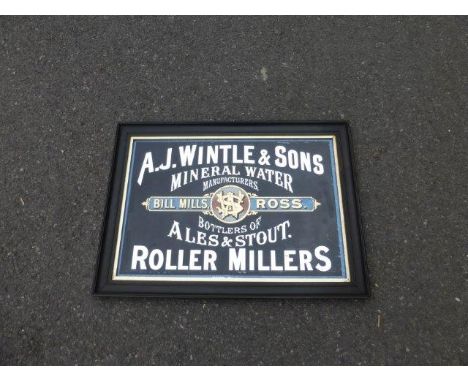 A.J. WINTLE & SONS
MINERAL WATER
MANUFACTURERS.
BILL MILLS, ROSS.
BOTTLERS OF
ALES & STOUT.
ROLLER MILLERS